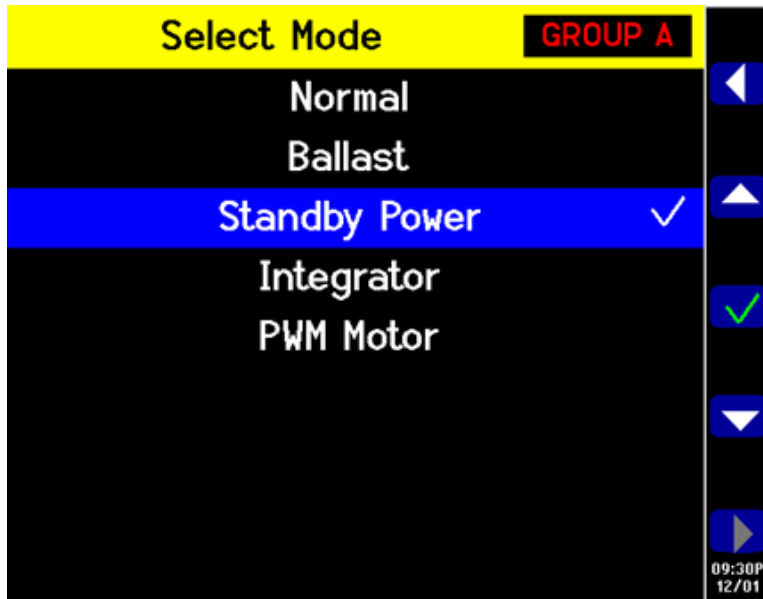 Select Mode GROUP A
Normal
Ballast
Standby Power
Integrator
PWM Motor
09:30P
12/01